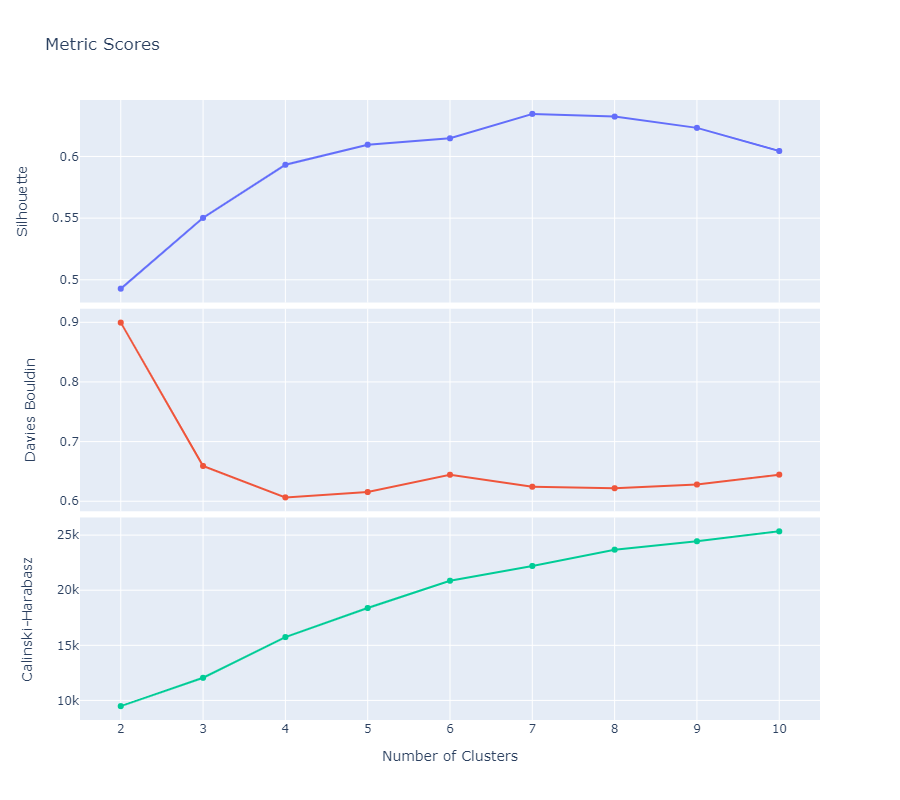 Metric Scores
Silhouette
0.6
0.55
0.5
Davies Bouldin
0.9
0.8
0.7
0.6
Calinski-Harabasz
25k
20k
15k
10k
2 3 4 5 6 7 8 9 10
Number of Clusters